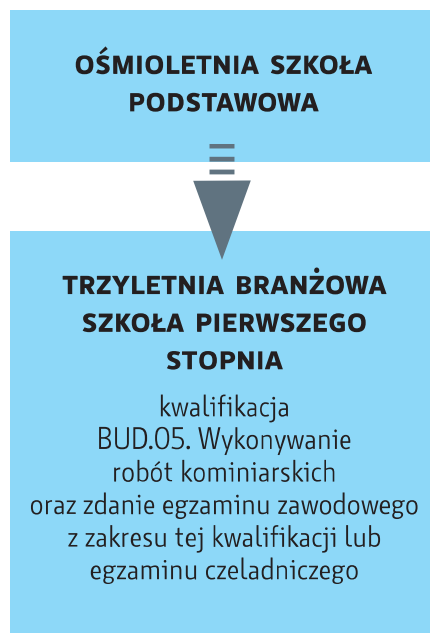 OŚMIOLETNIA SZKOŁA
PODSTAWOWA
TRZYLETNIA BRANŻOWA
SZKOŁA PIERWSZEGO
STOPNIA
kwalifikacja
BUD.05. Wykonywanie
robót kominiarskich
oraz zdanie egzaminu zawodowego
z zakresu tej kwalifikacji lub
egzaminu czeladniczego